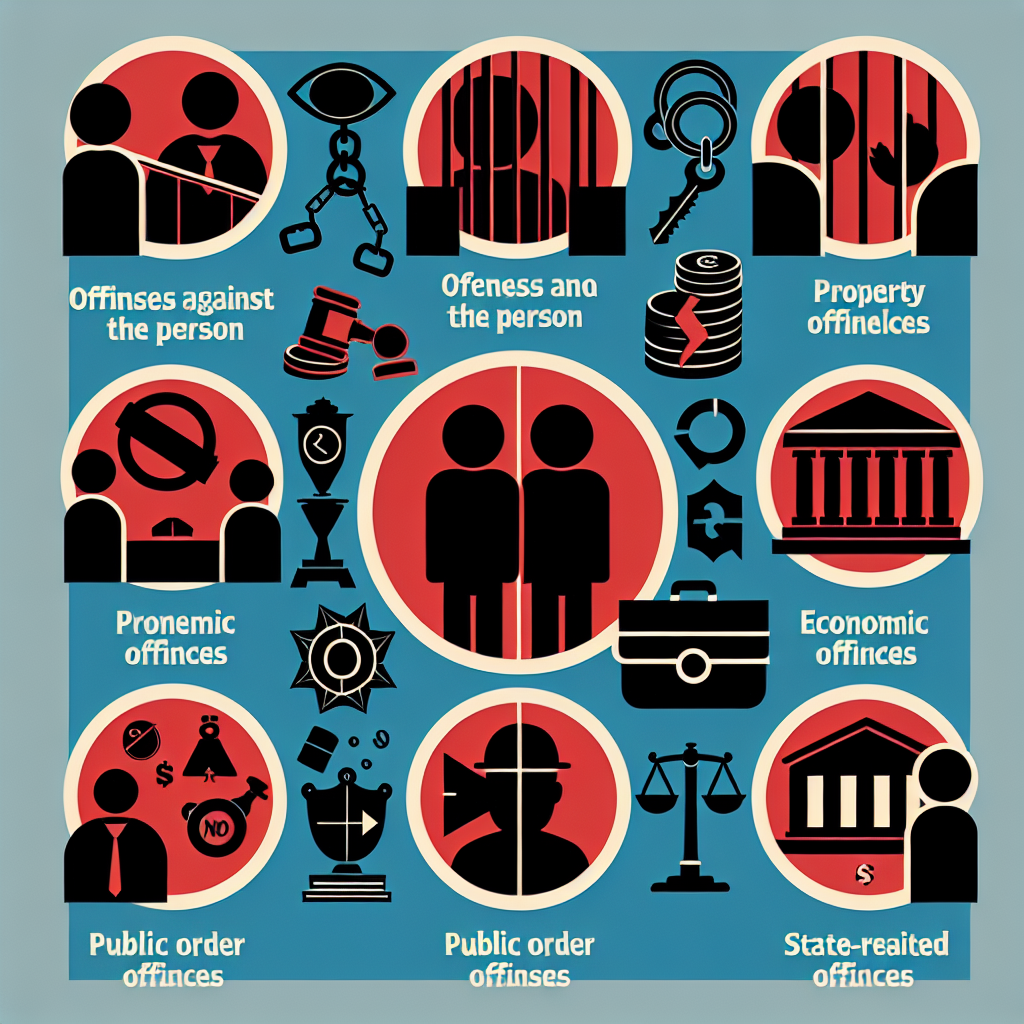 Offinses against
the person
Ofeness ana
the person
Property
offinelces
Pronemic
offinces
Economic
offinces
NO
$
$
Public order
offinces
Public order
offinses
State-reaited
offinces